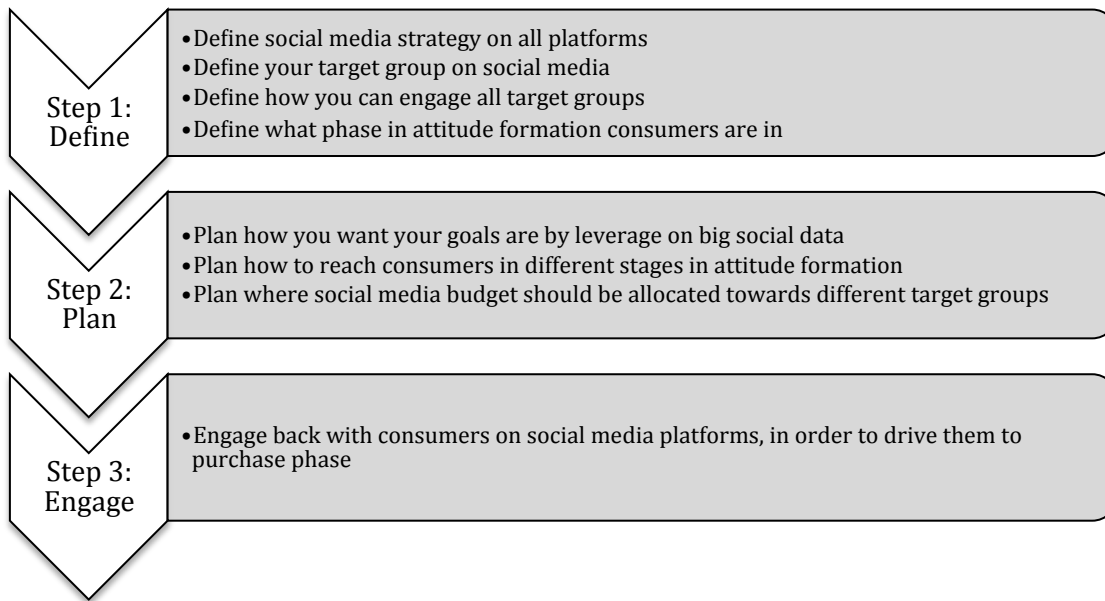 Step 1:
Define
•Define social media strategy on all platforms
•Define your target group on social media
•Define how you can engage all target groups
•Define what phase in attitude formation consumers are in
Step 2:
Plan
•Plan how you want your goals are by leverage on big social data
•Plan how to reach consumers in different stages in attitude formation
•Plan where social media budget should be allocated towards different target groups
Step 3:
Engage
•Engage back with consumers on social media platforms, in order to drive them to
purchase phase